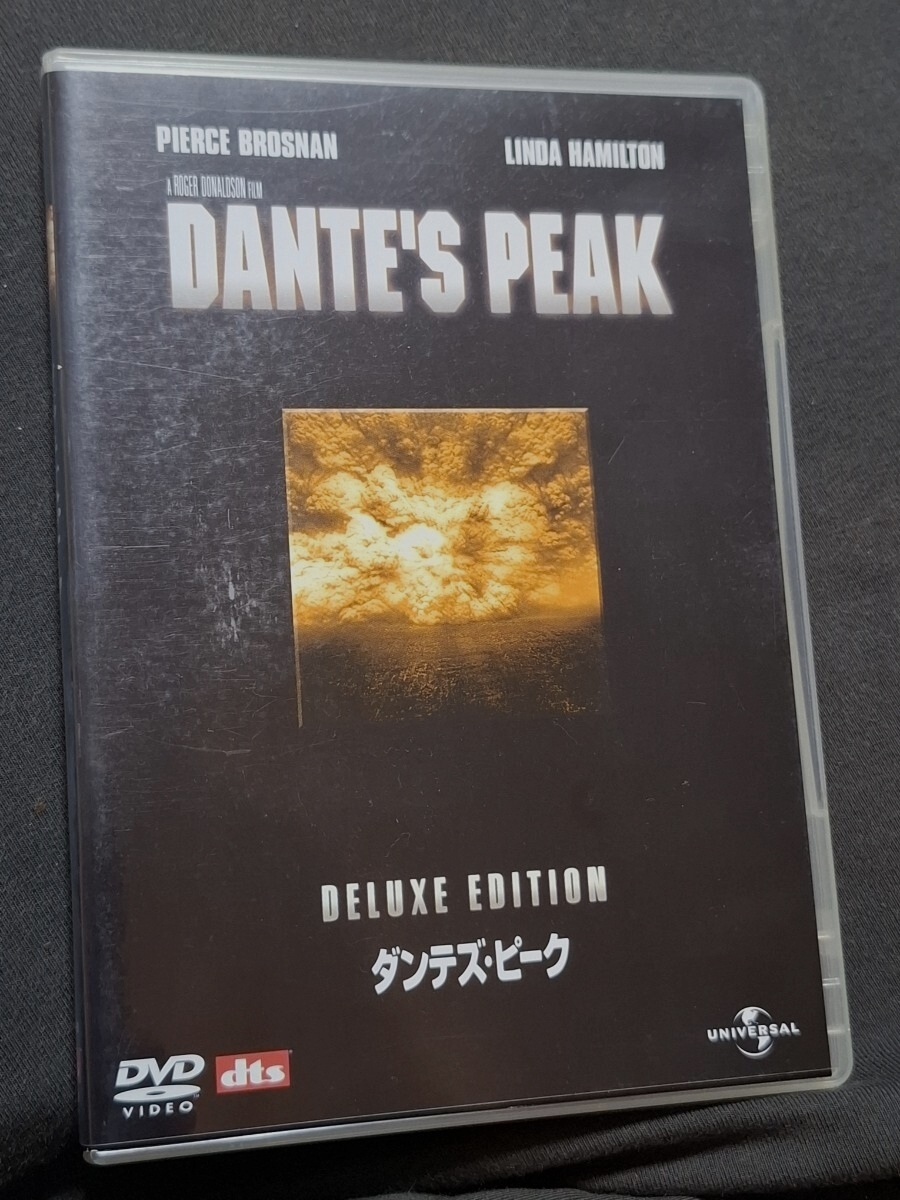 PIERCE BROSNAN LINDA HAMILTON
A ROGER DONALDSON FILM
DANTE'S PEAK
DELUXE EDITION
ダンテズ・ピーク
UNIVERSAL
DVD
VIDEO
dts